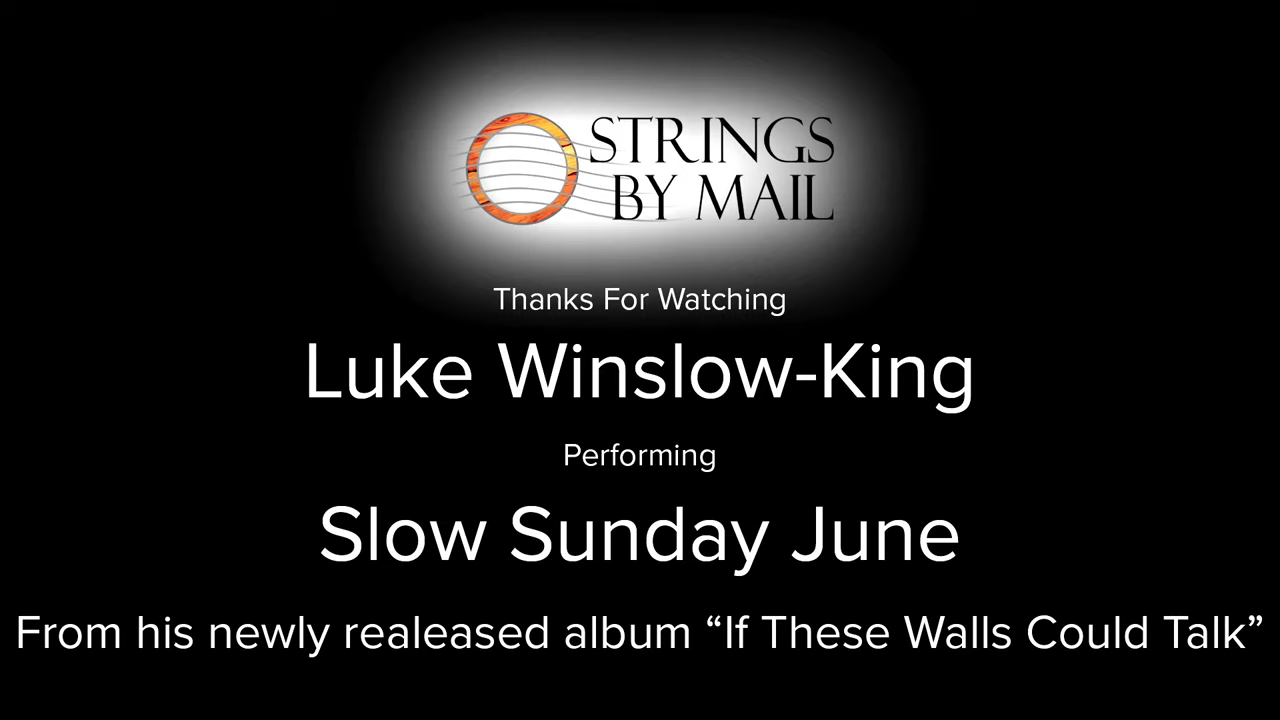 STRINGS
BY MAIL
Thanks For Watching
Luke Winslow-King
Performing
Slow Sunday June
From his newly realeased album “If These Walls Could Talk”